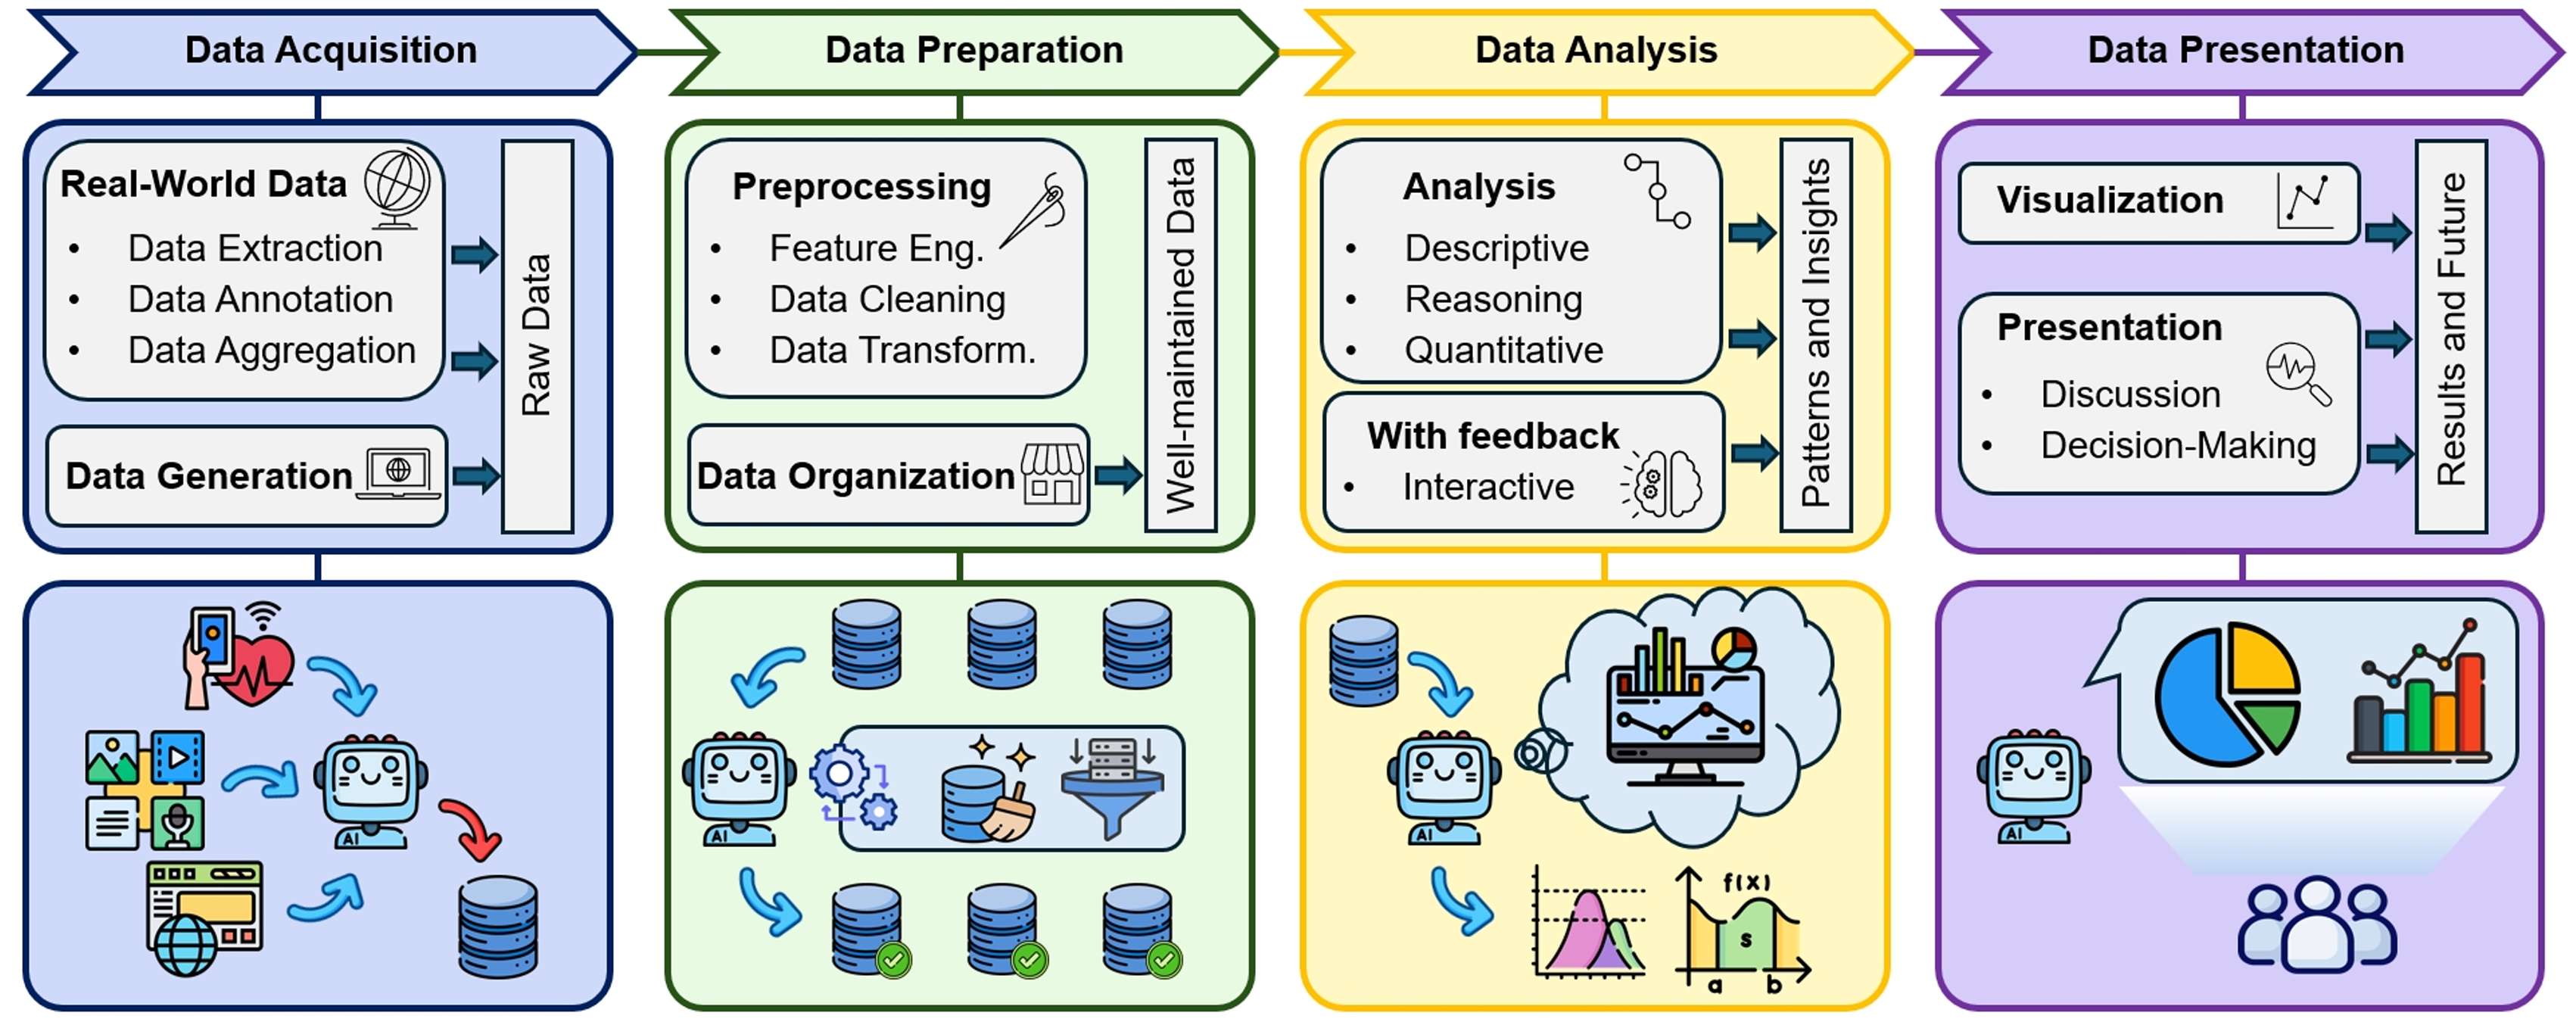 Data Acquisition
Data Preparation
Data Analysis
Data Presentation
Real-World Data
• Data Extraction
• Data Annotation
• Data Aggregation
Data Generation
Raw Data
Preprocessing
• Feature Eng.
• Data Cleaning
• Data Transform.
Data Organization
Well-maintained Data
Analysis
• Descriptive
• Reasoning
• Quantitative
With feedback
• Interactive
Patterns and Insights
Visualization
Presentation
• Discussion
• Decision-Making
Results and Future
AI
AI
AI
f(x)
s
a b
AI